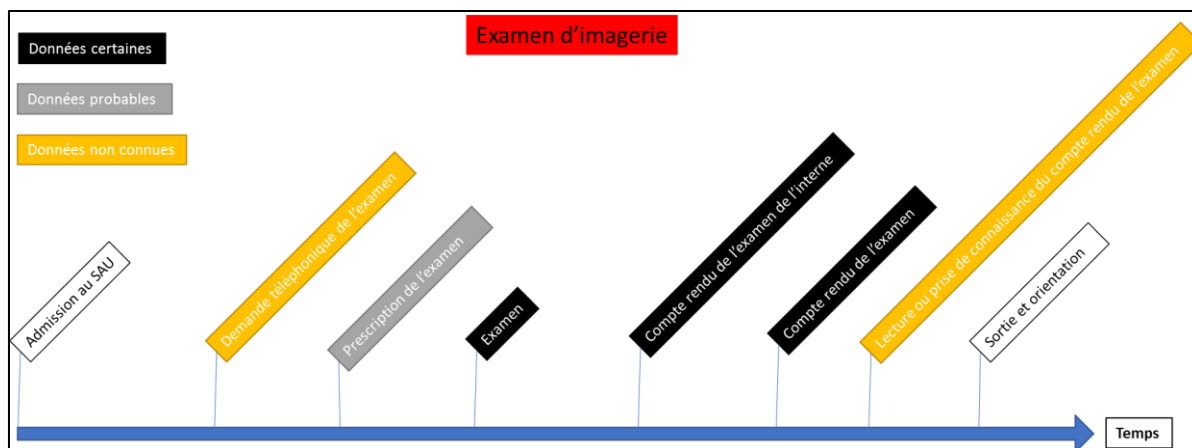 Examen d’imagerie
Données certaines
Données probables
Données non connues
Admission au SAU
Demande téléphonique de l’examen
Prescription de l’examen
Examen
Compte rendu de l’examen de l’interne
Compte rendu de l’examen
Lecture ou prise de connaissance du compte rendu de l’examen
Sortie et orientation
Temps